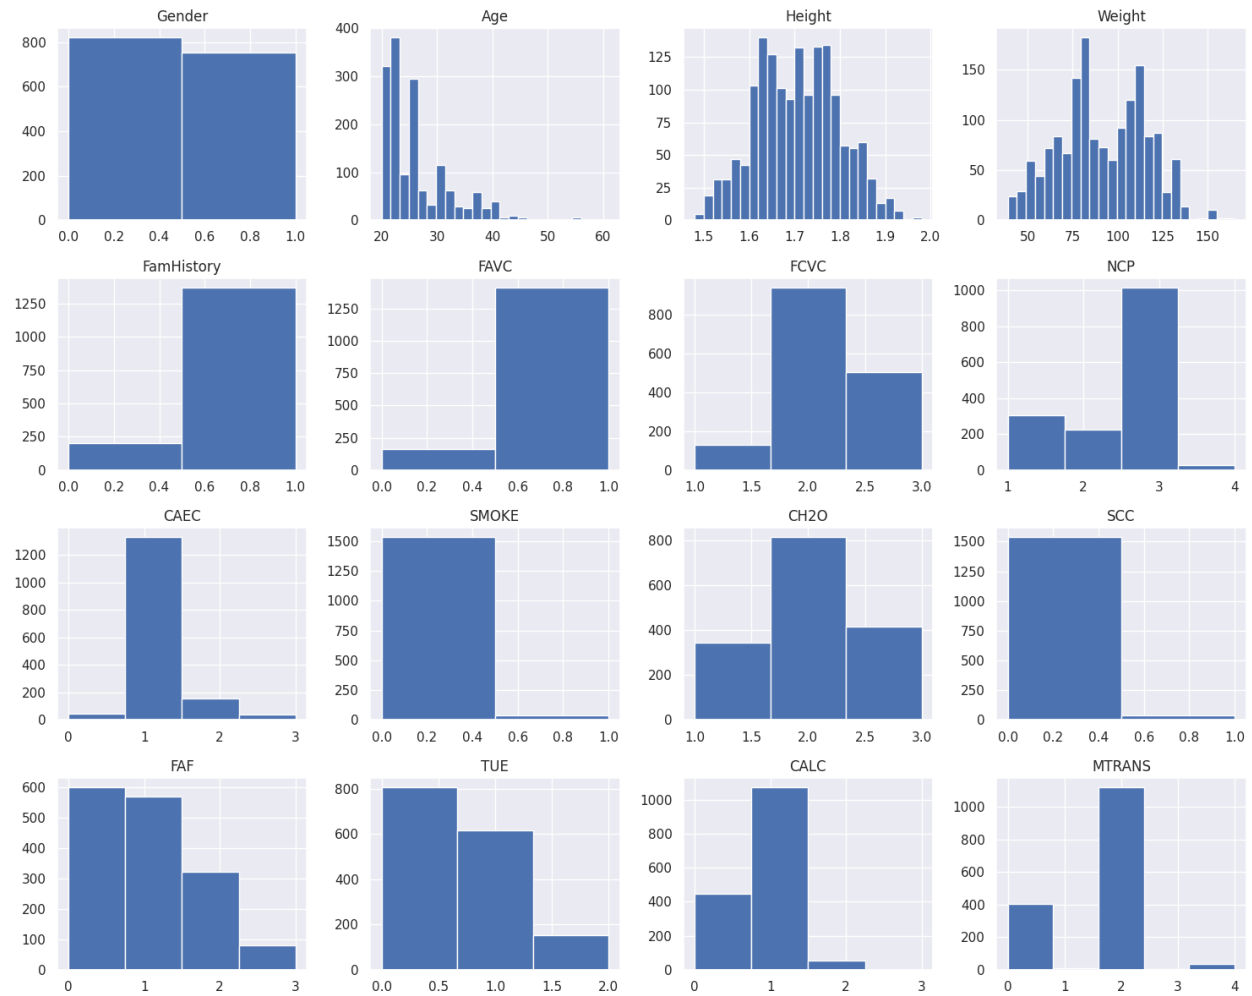 Gender Age Height Weight
800 600 400 200 0
0.0 0.2 0.4 0.6 0.8 1.0
400 300 200 100 0
20 30 40 50 60
125 100 75 50 25 0
1.5 1.6 1.7 1.8 1.9 2.0
150 100 50 0
50 75 100 125 150
FamHistory FAVC FCVC NCP
1250 1000 750 500 250 0
0.0 0.2 0.4 0.6 0.8 1.0
1250 1000 750 500 250 0
0.0 0.2 0.4 0.6 0.8 1.0
800 600 400 200 0
1.0 1.5 2.0 2.5 3.0
1000 800 600 400 200 0
1 2 3 4
CAEC SMOKE CH2O SCC
1200 1000 800 600 400 200 0
0 1 2 3
1500 1250 1000 750 500 250 0
0.0 0.2 0.4 0.6 0.8 1.0
800 600 400 200 0
1.0 1.5 2.0 2.5 3.0
1500 1250 1000 750 500 250 0
0.0 0.2 0.4 0.6 0.8 1.0
FAF TUE CALC MTRANS
600 500 400 300 200 100 0
0 1 2 3
800 600 400 200 0
0.0 0.5 1.0 1.5 2.0
1000 800 600 400 200 0
0 1 2 3
1000 800 600 400 200 0
0 1 2 3 4